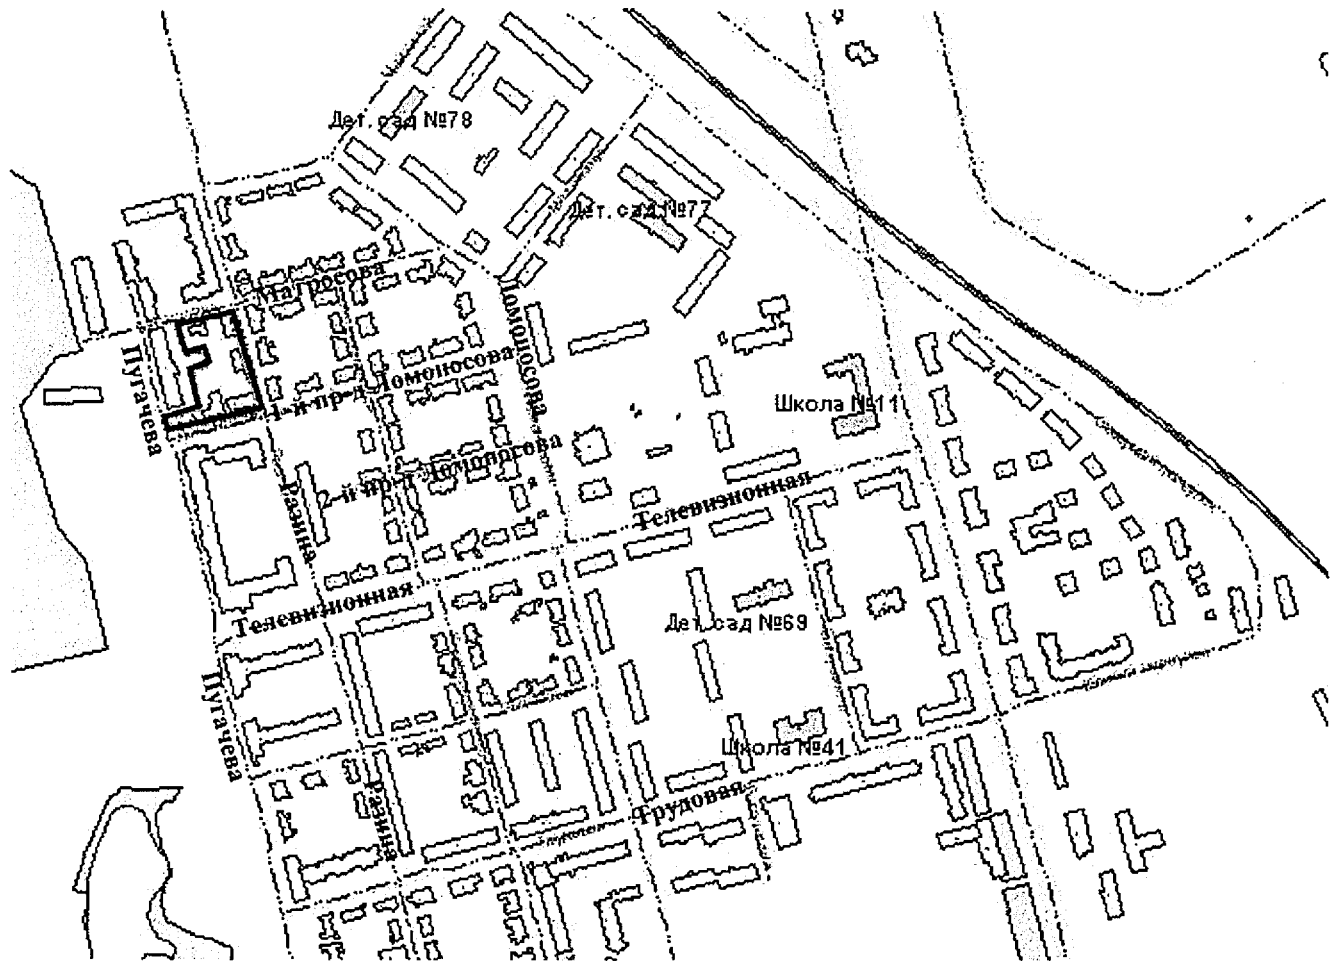 Дет. сад №78
Дет. сад №77
Матросова
Ломоносова
Пугачева
1-й пр-д Ломоносова
Школа №11
2-й пр-д Ломоносова
Разина
Телевизионная
Телевизионная
Дет. сад №69
Пугачева
Школа №41
Разина
Трудовая